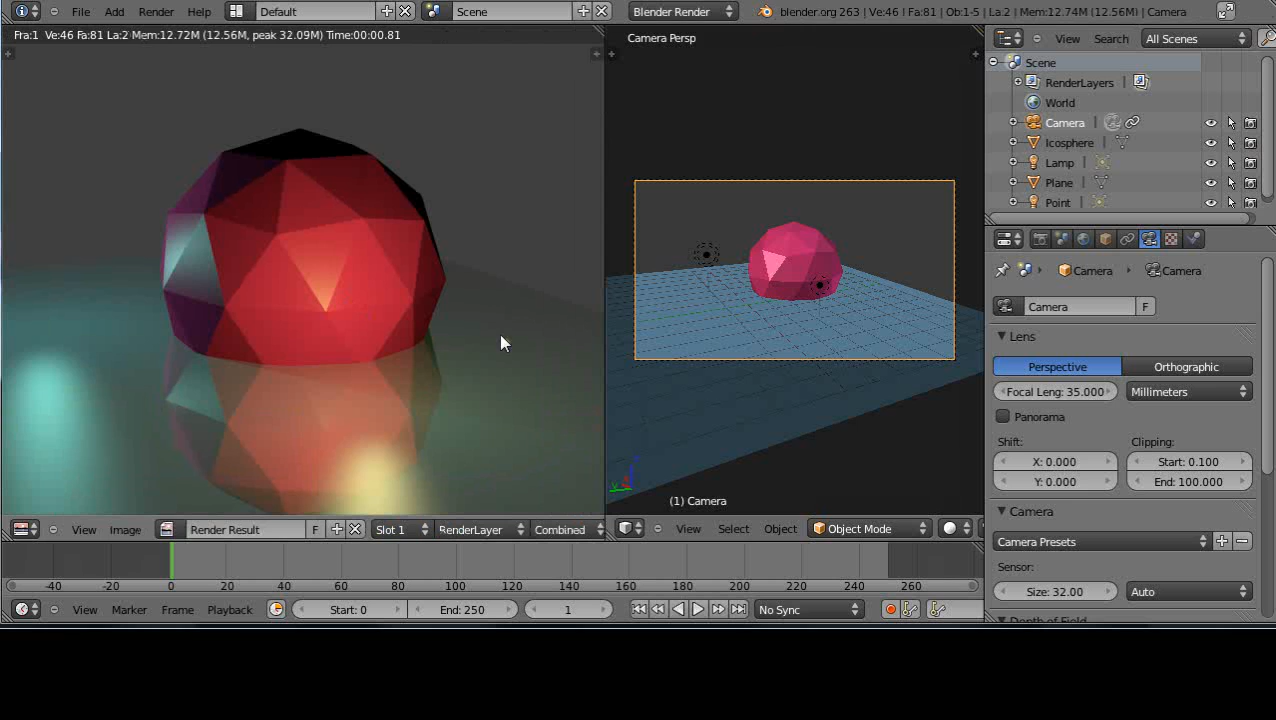 File Add Render Help Default Scene Blender Render blender.org 263 | Ve:46 | Fa:81 | Ob:1-5 | La:2 | Mem:12.74M (12.56M) | Camera
Fra:1 Ve:46 Fa:81 La:2 Mem:12.72M (12.56M, peak 32.09M) Time:00:00.81
Camera Persp
(1) Camera
View Image Render Result F Slot 1 RenderLayer Combined
View Select Object Object Mode
-40 -20 0 20 40 60 80 100 120 140 160 180 200 220 240 260
View Marker Frame Playback Start: 0 End: 250 1 No Sync
View Search All Scenes
Scene
RenderLayers |
World
Camera |
Icosphere |
Lamp |
Plane |
Point |
Camera Camera
Camera F
Lens
Perspective Orthographic
Focal Leng: 35.000 Millimeters
Panorama
Shift: Clipping:
X: 0.000 Start: 0.100
Y: 0.000 End: 100.000
Camera
Camera Presets
Sensor:
Size: 32.00 Auto
Depth of Field